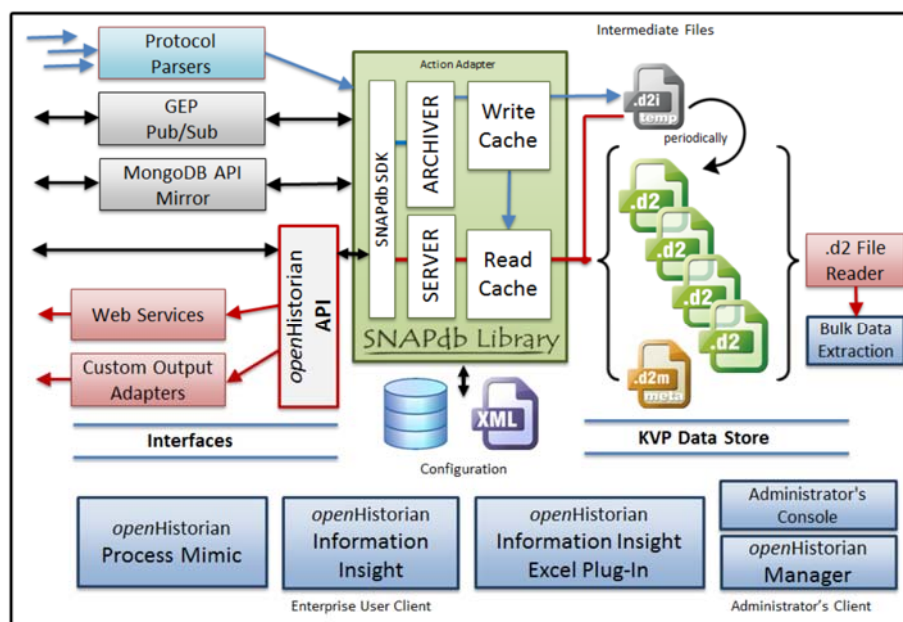 Protocol
Parsers
GEP
Pub/Sub
MongoDB API
Mirror
openHistorian
API
Web Services
Custom Output
Adapters
Interfaces
Action Adapter
SNAPdb SDK
ARCHIVER
Write
Cache
SERVER
Read
Cache
SNAPdb Library
XML
Configuration
Intermediate Files
.d2i
temp
periodically
.d2
.d2
.d2
.d2
.d2m
meta
KVP Data Store
.d2 File
Reader
Bulk Data
Extraction
openHistorian
Process Mimic
openHistorian
Information
Insight
openHistorian
Information Insight
Excel Plug-In
Administrator's
Console
openHistorian
Manager
Enterprise User Client
Administrator's Client